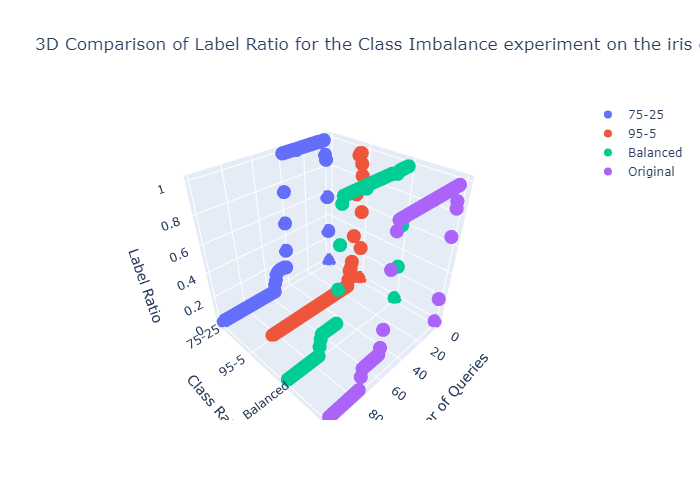 3D Comparison of Label Ratio for the Class Imbalance experiment on the iris
75-25
95-5
Balanced
Original
1
0.8
0.6
0.4
0.2
0
Label Ratio
75-25
95-5
Balanced
Class Ra
0
20
40
60
80
er of Queries